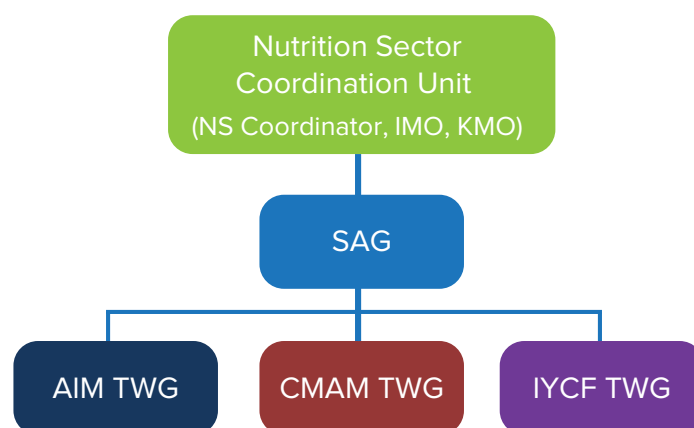 Nutrition Sector
Coordination Unit
(NS Coordinator, IMO, KMO)
SAG
AIM TWG
CMAM TWG
IYCF TWG